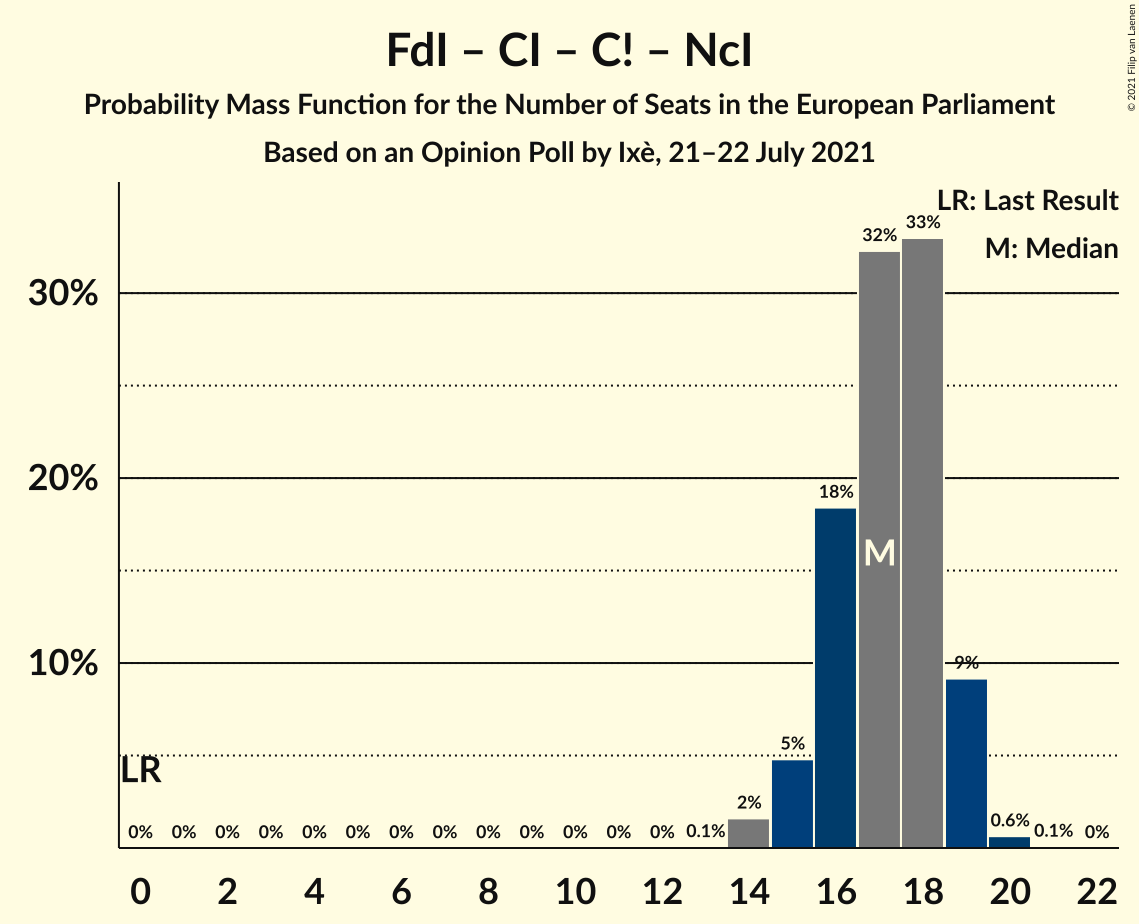 FdI – CI – C! – NcI
Probability Mass Function for the Number of Seats in the European Parliament
Based on an Opinion Poll by Ixè, 21–22 July 2021
© 2021 Filip van Laenen
LR: Last Result
M: Median
30%
20%
10%
LR
M
0% 0% 0% 0% 0% 0% 0% 0% 0% 0% 0% 0% 0% 0.1% 2% 5% 18% 32% 33% 9% 0.6% 0.1% 0%
0 2 4 6 8 10 12 14 16 18 20 22